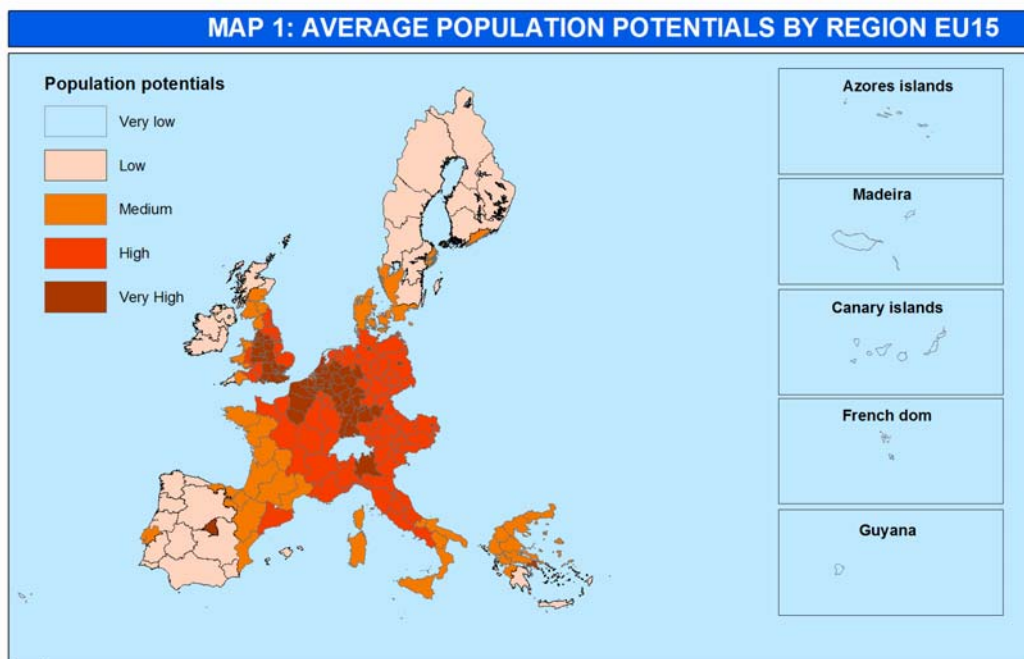 MAP 1: AVERAGE POPULATION POTENTIALS BY REGION EU15
Population potentials
Very low
Low
Medium
High
Very High
Azores islands
Madeira
Canary islands
French dom
Guyana